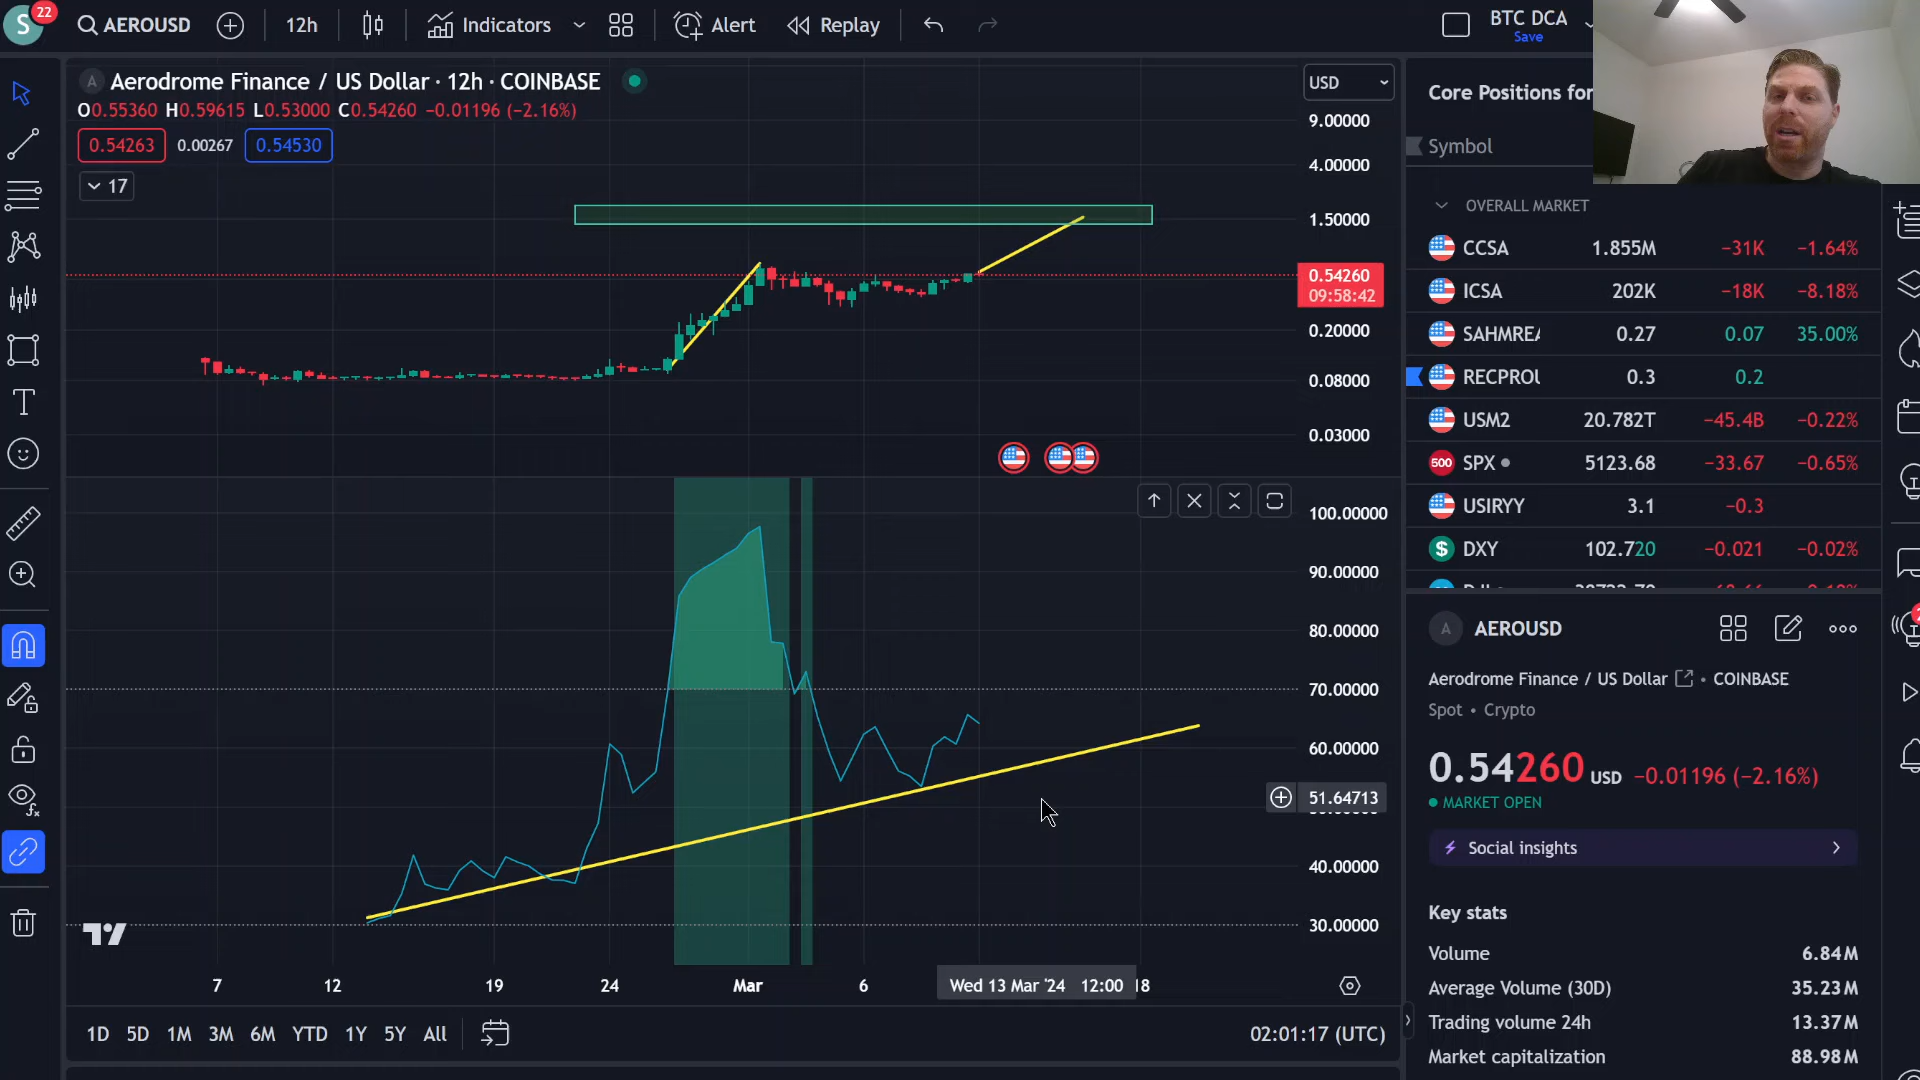 S
22
AEROUSD
12h
Indicators
Alert
Replay
BTC DCA
Save
A
Aerodrome Finance / US Dollar · 12h · COINBASE
O0.55360 H0.59615 L0.53000 C0.54260 −0.01196 (−2.16%)
0.54263
0.00267
0.54530
17
USD
9.00000
4.00000
1.50000
0.54260
09:58:42
0.20000
0.08000
0.03000
100.00000
90.00000
80.00000
70.00000
60.00000
51.64713
40.00000
30.00000
7
12
19
24
Mar
6
Wed 13 Mar '24 12:00
18
1D
5D
1M
3M
6M
YTD
1Y
5Y
All
02:01:17 (UTC)
Core Positions for
Symbol
OVERALL MARKET
CCSA 1.855M −31K −1.64%
ICSA 202K −18K −8.18%
SAHMREA 0.27 0.07 35.00%
RECPROU 0.3 0.2
USM2 20.782T −45.4B −0.22%
500 SPX 5123.68 −33.67 −0.65%
USIRYY 3.1 −0.3
$ DXY 102.720 −0.021 −0.02%
A AEROUSD
Aerodrome Finance / US Dollar • COINBASE
Spot • Crypto
0.54260 USD −0.01196 (−2.16%)
MARKET OPEN
Social insights
Key stats
Volume 6.84M
Average Volume (30D) 35.23M
Trading volume 24h 13.37M
Market capitalization 88.98M